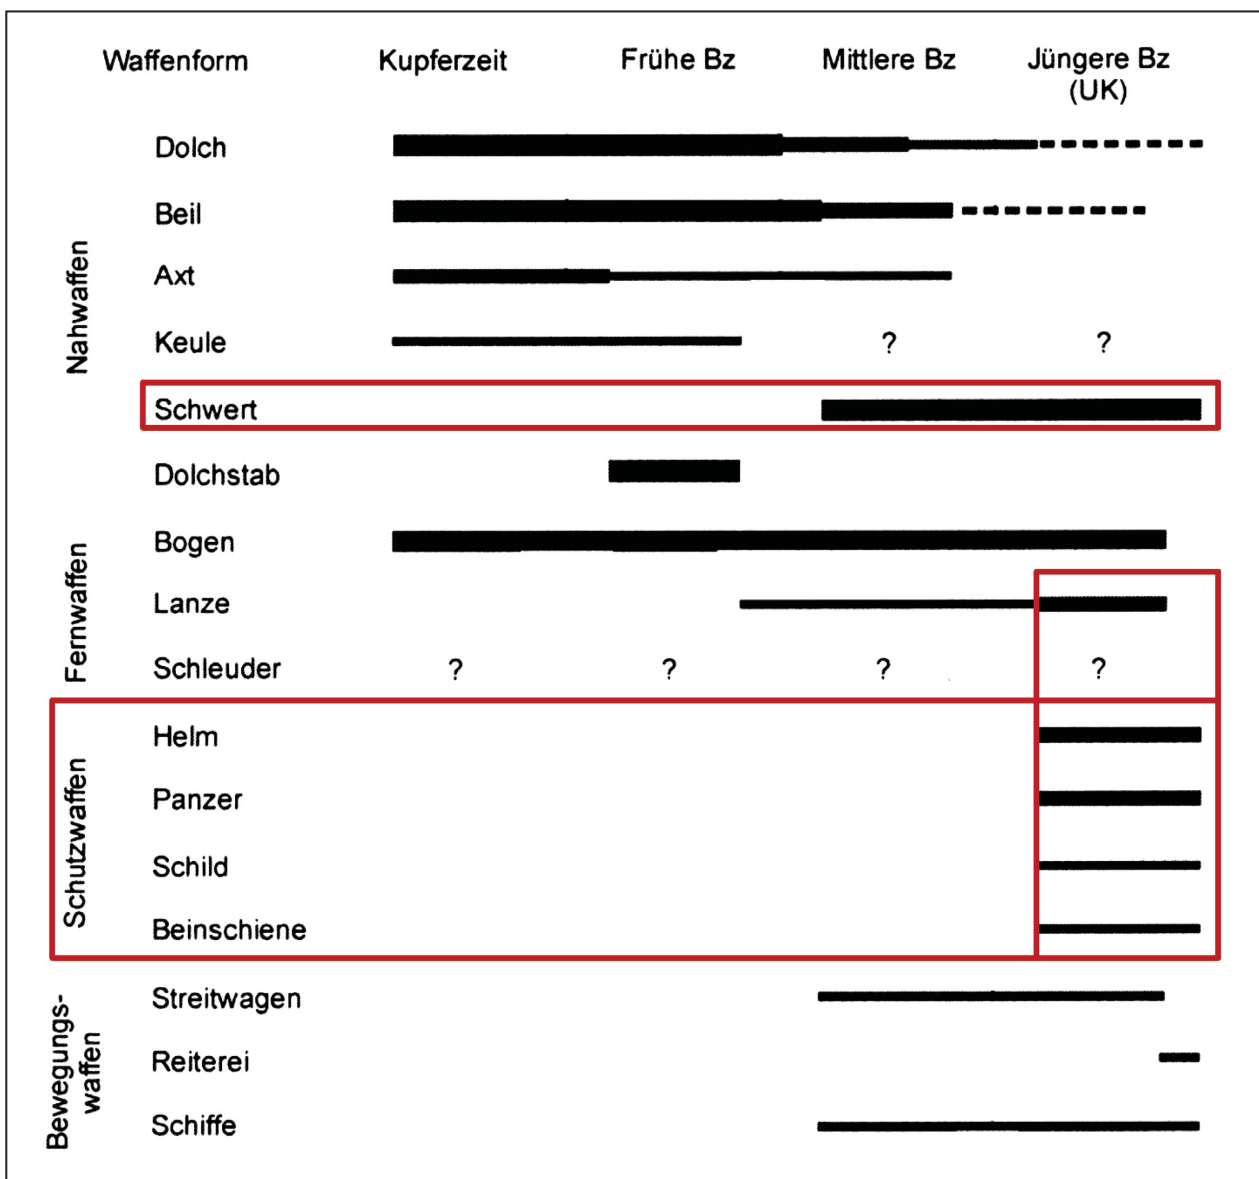 Waffenform Kupferzeit Frühe Bz Mittlere Bz Jüngere Bz
(UK)
Nahwaffen
Dolch
Beil
Axt
Keule ? ?
Schwert
Dolchstab
Fernwaffen
Bogen
Lanze
Schleuder ? ? ? ?
Schutzwaffen
Helm
Panzer
Schild
Beinschiene
Bewegungs-
waffen
Streitwagen
Reiterei
Schiffe